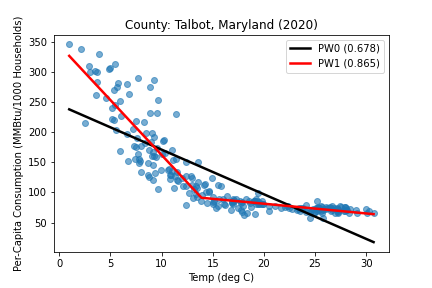 County: Talbot, Maryland (2020)
PW0 (0.678)
PW1 (0.865)
Per-Capita Consumption (MMBtu/1000 Households)
350
300
250
200
150
100
50
0 5 10 15 20 25 30
Temp (deg C)